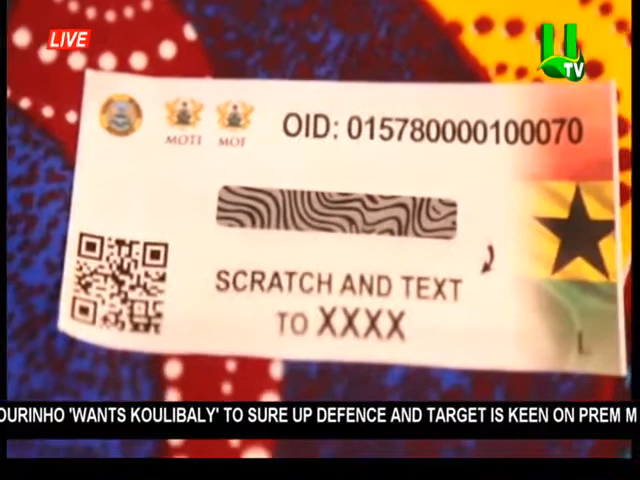 LIVE
U
TV
MOTI
MOF
OID: 015780000100070
SCRATCH AND TEXT
TO XXXX
L
OURINHO 'WANTS KOULIBALY' TO SURE UP DEFENCE AND TARGET IS KEEN ON PREM M